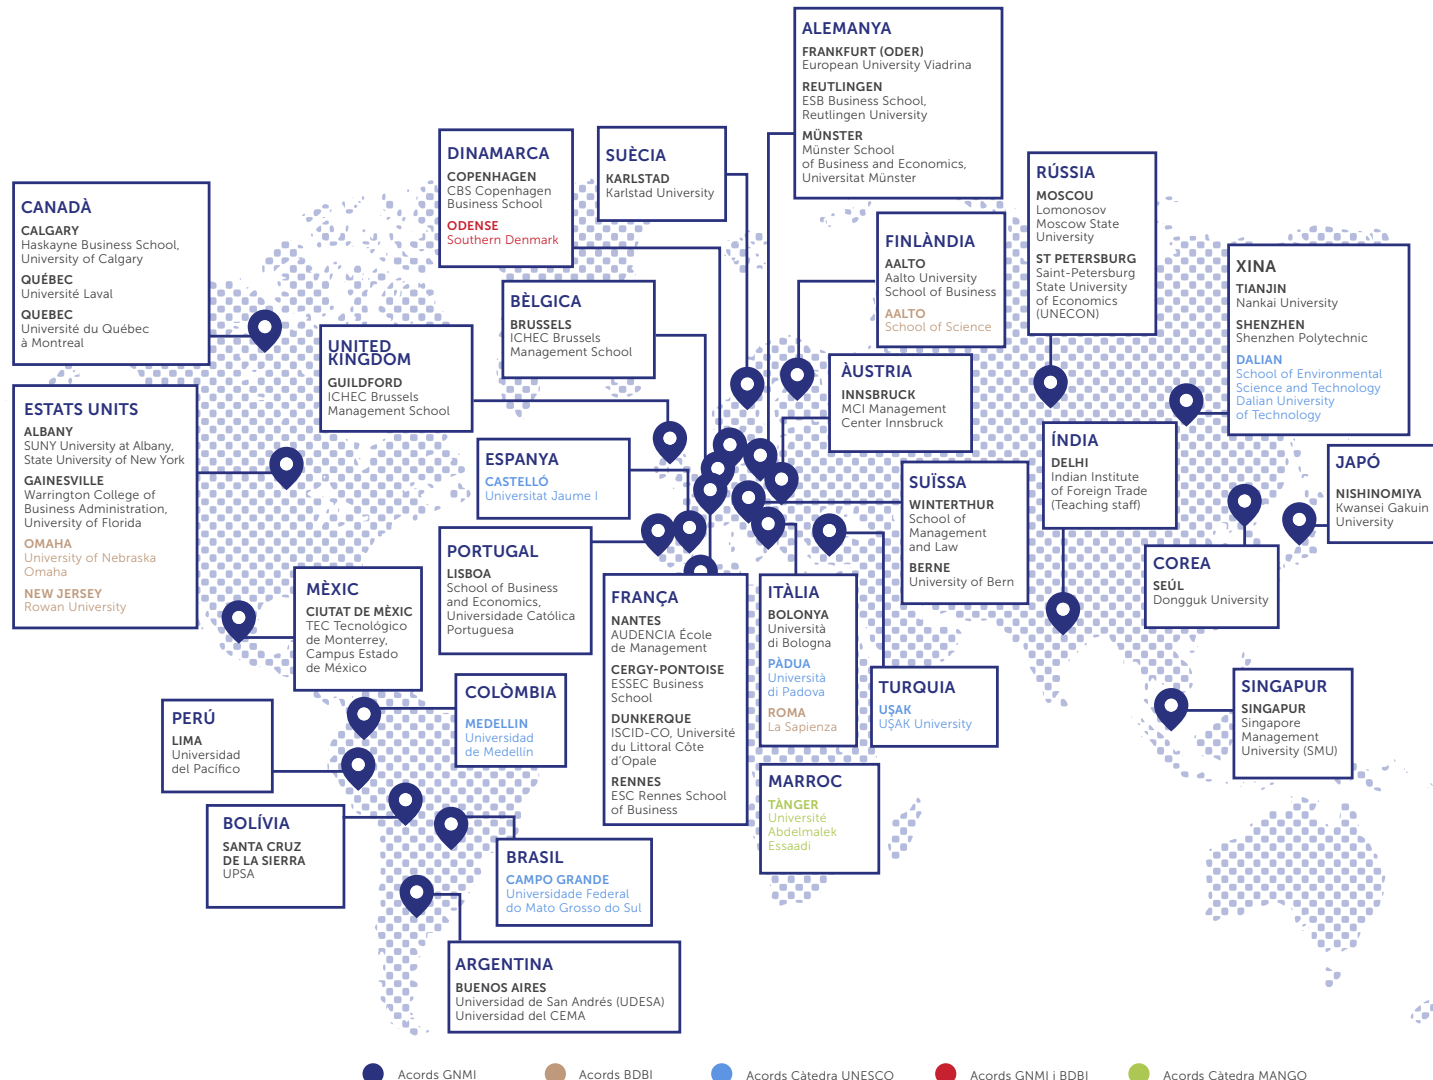 ALEMANYA
FRANKFURT (ODER)
European University Viadrina
REUTLINGEN
ESB Business School,
Reutlingen University
MÜNSTER
Münster School
of Business and Economics,
Universitat Münster
DINAMARCA
COPENHAGEN
CBS Copenhagen
Business School
ODENSE
Southern Denmark
SUÈCIA
KARLSTAD
Karlstad University
RÚSSIA
MOSCOU
Lomonosov
Moscow State
University
ST PETERSBURG
Saint-Petersburg
State University
of Economics
(UNECON)
CANADÀ
CALGARY
Haskayne Business School,
University of Calgary
QUÉBEC
Université Laval
QUEBEC
Université du Québec
à Montreal
FINLÀNDIA
AALTO
Aalto University
School of Business
AALTO
School of Science
XINA
TIANJIN
Nankai University
SHENZHEN
Shenzhen Polytechnic
DALIAN
School of Environmental
Science and Technology
Dalian University
of Technology
BÈLGICA
BRUSSELS
ICHEC Brussels
Management School
UNITED
KINGDOM
GUILDFORD
ICHEC Brussels
Management School
ÀUSTRIA
INNSBRUCK
MCI Management
Center Innsbruck
ESTATS UNITS
ALBANY
SUNY University at Albany,
State University of New York
GAINESVILLE
Warrington College of
Business Administration,
University of Florida
OMAHA
University of Nebraska
Omaha
NEW JERSEY
Rowan University
ÍNDIA
DELHI
Indian Institute
of Foreign Trade
(Teaching staff)
ESPANYA
CASTELLÓ
Universitat Jaume I
JAPÓ
NISHINOMIYA
Kwansei Gakuin
University
SUÏSSA
WINTERTHUR
School of
Management
and Law
BERNE
University of Bern
PORTUGAL
LISBOA
School of Business
and Economics,
Universidade Católica
Portuguesa
COREA
SEÚL
Dongguk University
MÈXIC
CIUTAT DE MÈXIC
TEC Tecnológico
de Monterrey,
Campus Estado
de México
FRANÇA
NANTES
AUDENCIA École
de Management
CERGY-PONTOISE
ESSEC Business
School
DUNKERQUE
ISCID-CO, Université
du Littoral Côte
d'Opale
RENNES
ESC Rennes School
of Business
ITÀLIA
BOLONYA
Università
di Bologna
PÀDUA
Università
di Padova
ROMA
La Sapienza
TURQUIA
UŞAK
UŞAK University
SINGAPUR
SINGAPUR
Singapore
Management
University (SMU)
COLÒMBIA
MEDELLIN
Universidad
de Medellín
PERÚ
LIMA
Universidad
del Pacífico
MARROC
TÀNGER
Université
Abdelmalek
Essaadi
BOLÍVIA
SANTA CRUZ
DE LA SIERRA
UPSA
BRASIL
CAMPO GRANDE
Universidade Federal
do Mato Grosso do Sul
ARGENTINA
BUENOS AIRES
Universidad de San Andrés (UDESA)
Universidad del CEMA
Acords GNMI
Acords BDBI
Acords Càtedra UNESCO
Acords GNMI i BDBI
Acords Càtedra MANGO